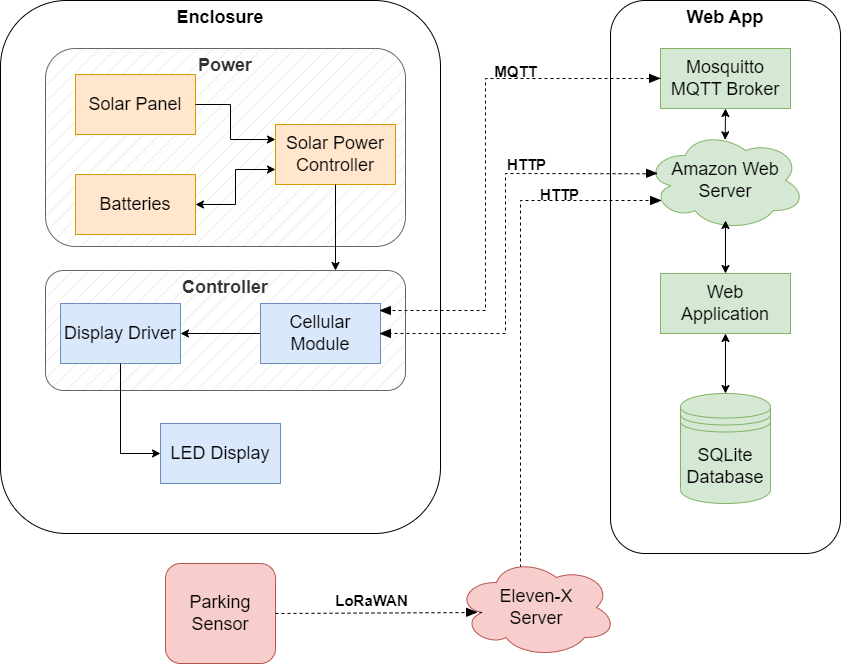 Enclosure
Power
Solar Panel
Solar Power
Controller
Batteries
Controller
Display Driver
Cellular
Module
LED Display
MQTT
HTTP
HTTP
Web App
Mosquitto
MQTT Broker
Amazon Web
Server
Web
Application
SQLite
Database
Parking
Sensor
LoRaWAN
Eleven-X
Server